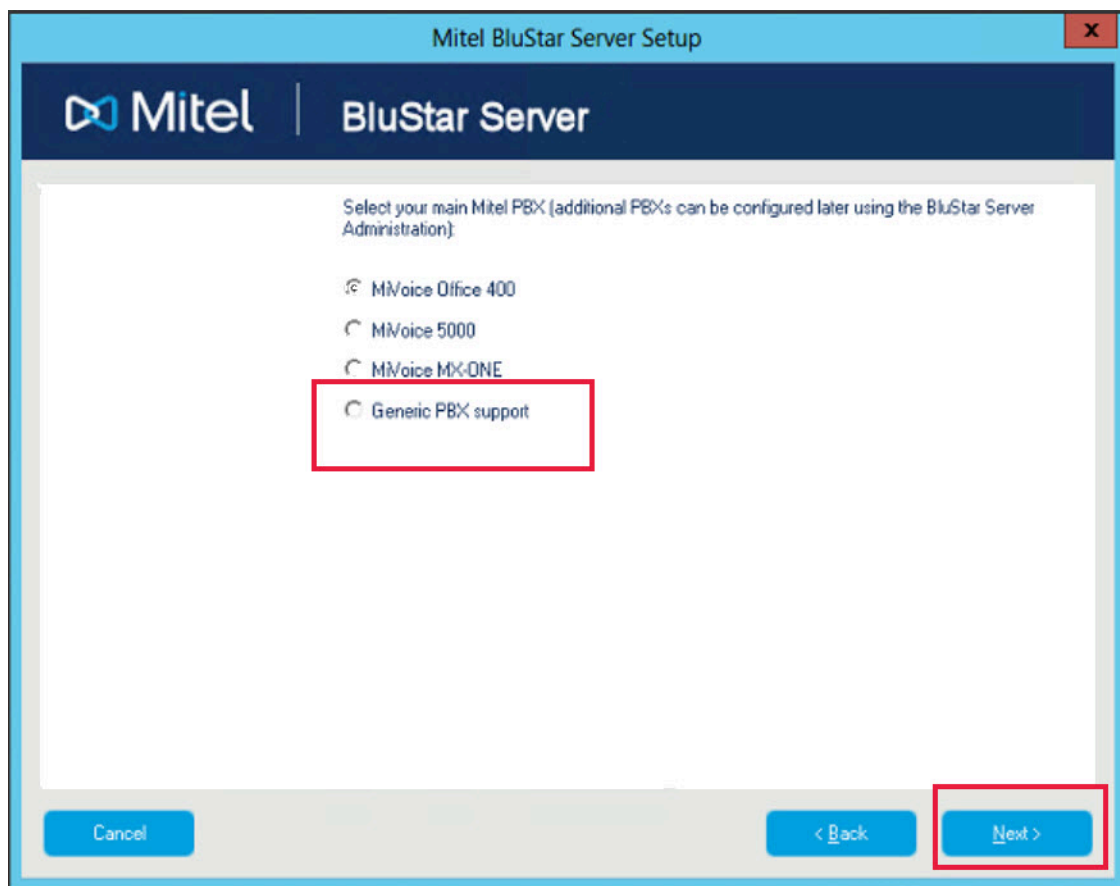 Mitel BluStar Server Setup
x
Mitel | BluStar Server
Select your main Mitel PBX (additional PBXs can be configured later using the BluStar Server
Administration):
MiVoice Office 400
MiVoice 5000
MiVoice MX-ONE
Generic PBX support
Cancel
< Back
Next >